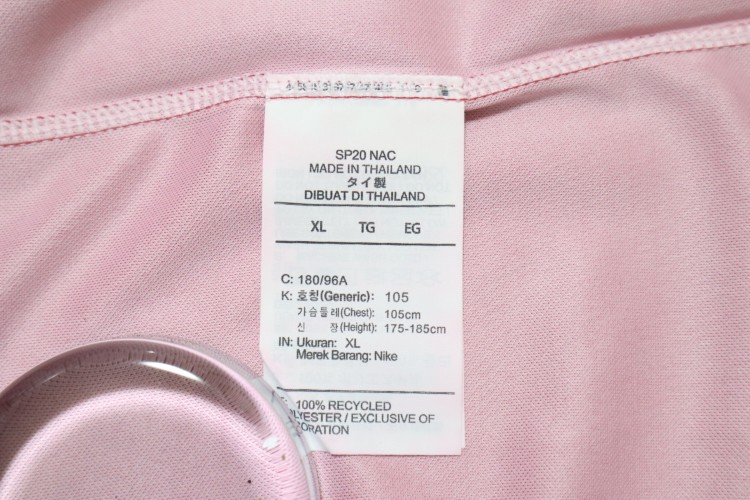 SP20 NAC
MADE IN THAILAND
タイ製
DIBUAT DI THAILAND
XL TG EG
C: 180/96A
K: 호칭(Generic): 105
가슴둘레(Chest): 105cm
신 장(Height): 175-185cm
IN: Ukuran: XL
Merek Barang: Nike
100% RECYCLED
/ EXCLUSIVE OF